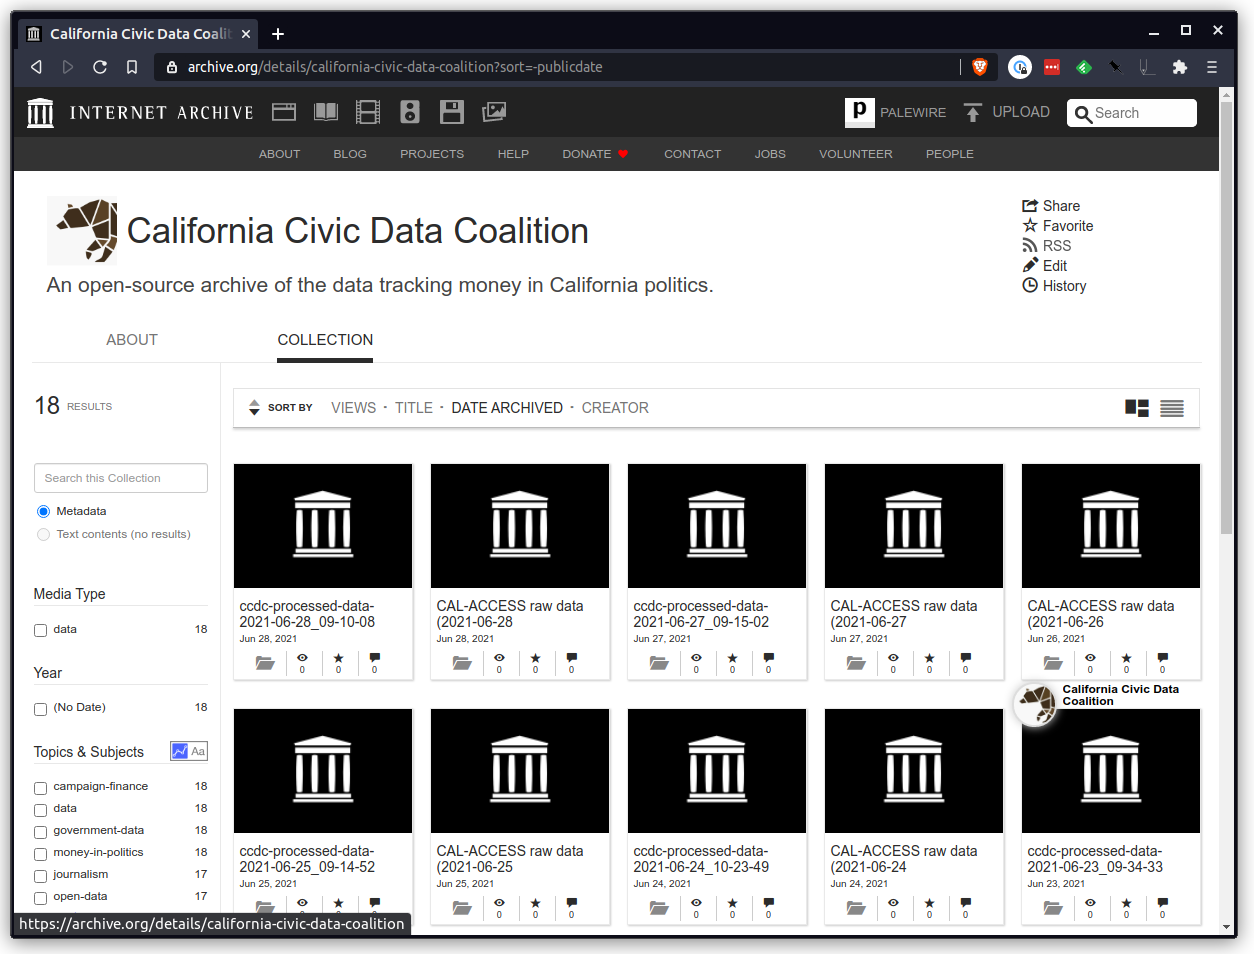 California Civic Data Coalit
archive.org/details/california-civic-data-coalition?sort=-publicdate
INTERNET ARCHIVE
p PALEWIRE
UPLOAD
Search
ABOUT BLOG PROJECTS HELP DONATE CONTACT JOBS VOLUNTEER PEOPLE
California Civic Data Coalition
An open-source archive of the data tracking money in California politics.
Share
Favorite
RSS
Edit
History
ABOUT COLLECTION
18 RESULTS
SORT BY VIEWS · TITLE · DATE ARCHIVED · CREATOR
Search this Collection
Metadata
Text contents (no results)
Media Type
data 18
Year
(No Date) 18
Topics & Subjects Aa
campaign-finance 18
data 18
government-data 18
money-in-politics 18
journalism 17
open-data 17
ccdc-processed-data-
2021-06-28_09-10-08
Jun 28, 2021
0 0 0
CAL-ACCESS raw data
(2021-06-28
Jun 28, 2021
0 0 0
ccdc-processed-data-
2021-06-27_09-15-02
Jun 27, 2021
0 0 0
CAL-ACCESS raw data
(2021-06-27
Jun 27, 2021
0 0 0
CAL-ACCESS raw data
(2021-06-26
Jun 26, 2021
0 0 0
California Civic Data
Coalition
ccdc-processed-data-
2021-06-25_09-14-52
Jun 25, 2021
0 0
CAL-ACCESS raw data
(2021-06-25
Jun 25, 2021
0 0 0
ccdc-processed-data-
2021-06-24_10-23-49
Jun 24, 2021
0 0 0
CAL-ACCESS raw data
(2021-06-24
Jun 24, 2021
0 0 0
ccdc-processed-data-
2021-06-23_09-34-33
Jun 23, 2021
0 0 0
https://archive.org/details/california-civic-data-coalition